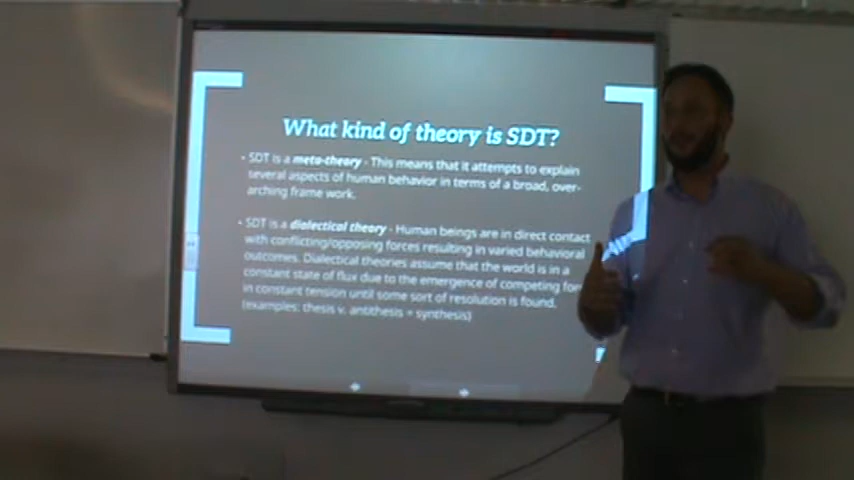 What kind of theory is SDT?
• SDT is a meta-theory - This means that it attempts to explain
several aspects of human behavior in terms of a broad, over-
arching frame work.
• SDT is a dialectical theory - Human beings are in direct contact
with conflicting/opposing forces resulting in varied behavioral
outcomes. Dialectical theories assume that the world is in a
constant state of flux due to the emergence of competing for
in constant tension until some sort of resolution is found.
(examples: thesis v. antithesis = synthesis)